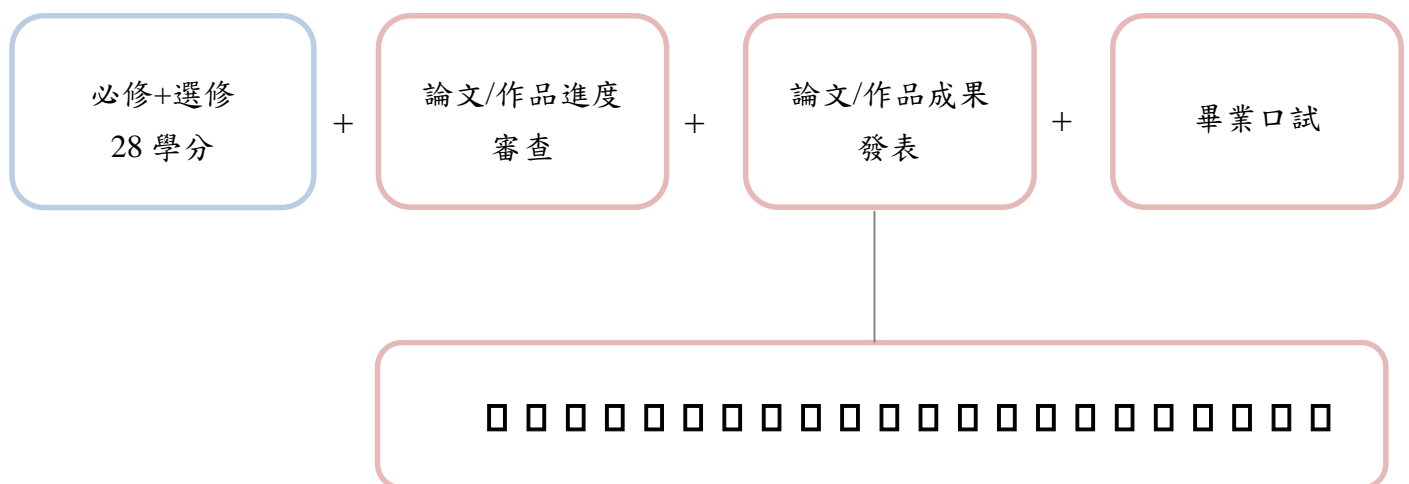 必修+選修
28 學分
+
論文/作品進度
審查
+
論文/作品成果
發表
+
畢業口試